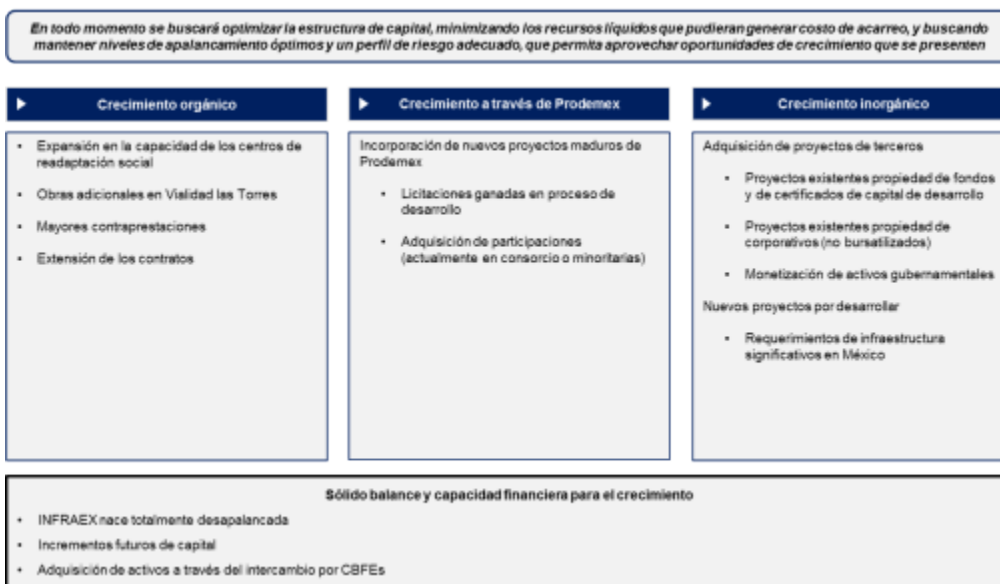 En todo momento se buscará optimizar la estructura de capital, minimizando los recursos líquidos que pudieran generar costo de acarreo, y buscando
mantener niveles de apalancamiento óptimos y un perfil de riesgo adecuado, que permita aprovechar oportunidades de crecimiento que se presenten
Crecimiento orgánico
• Expansión en la capacidad de los centros de
readaptación social
• Obras adicionales en Vialidad las Torres
• Mayores contraprestaciones
• Extensión de los contratos
Crecimiento a través de Prodemex
Incorporación de nuevos proyectos maduros de
Prodemex
• Licitaciones ganadas en proceso de
desarrollo
• Adquisición de participaciones
(actualmente en consorcio o minoritarias)
Crecimiento inorgánico
Adquisición de proyectos de terceros
• Proyectos existentes propiedad de fondos
y de certificados de capital de desarrollo
• Proyectos existentes propiedad de
corporativos (no bursatilizados)
• Monetización de activos gubernamentales
Nuevos proyectos por desarrollar
• Requerimientos de infraestructura
significativos en México
Sólido balance y capacidad financiera para el crecimiento
• INFRAEX nace totalmente desapalancada
• Incrementos futuros de capital
• Adquisición de activos a través del intercambio por CBFEs